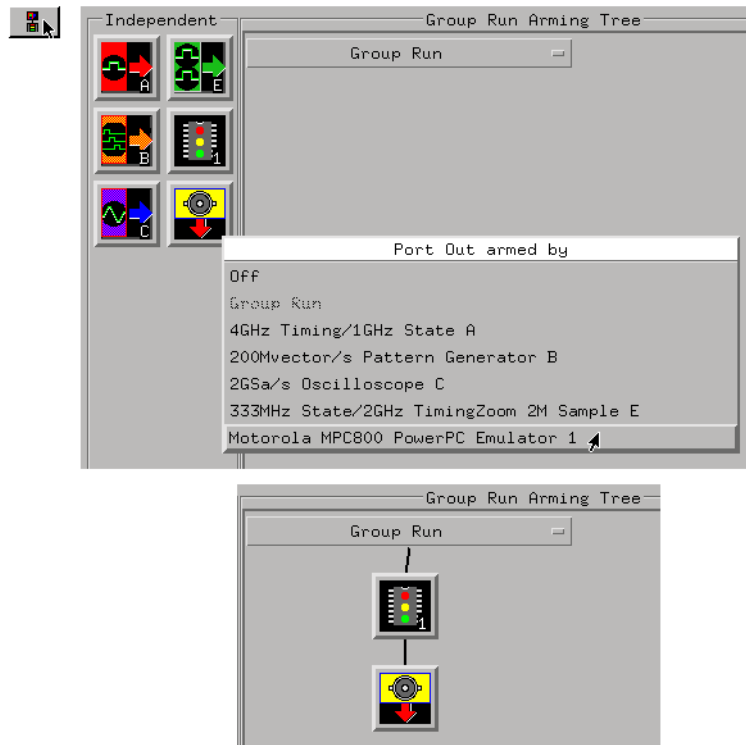 Independent
Group Run Arming Tree
Group Run
A
E
B
1
C
Port Out armed by
Off
Group Run
4GHz Timing/1GHz State A
200Mvector/s Pattern Generator B
2GSa/s Oscilloscope C
333MHz State/2GHz TimingZoom 2M Sample E
Motorola MPC800 PowerPC Emulator 1
Group Run Arming Tree
Group Run
1